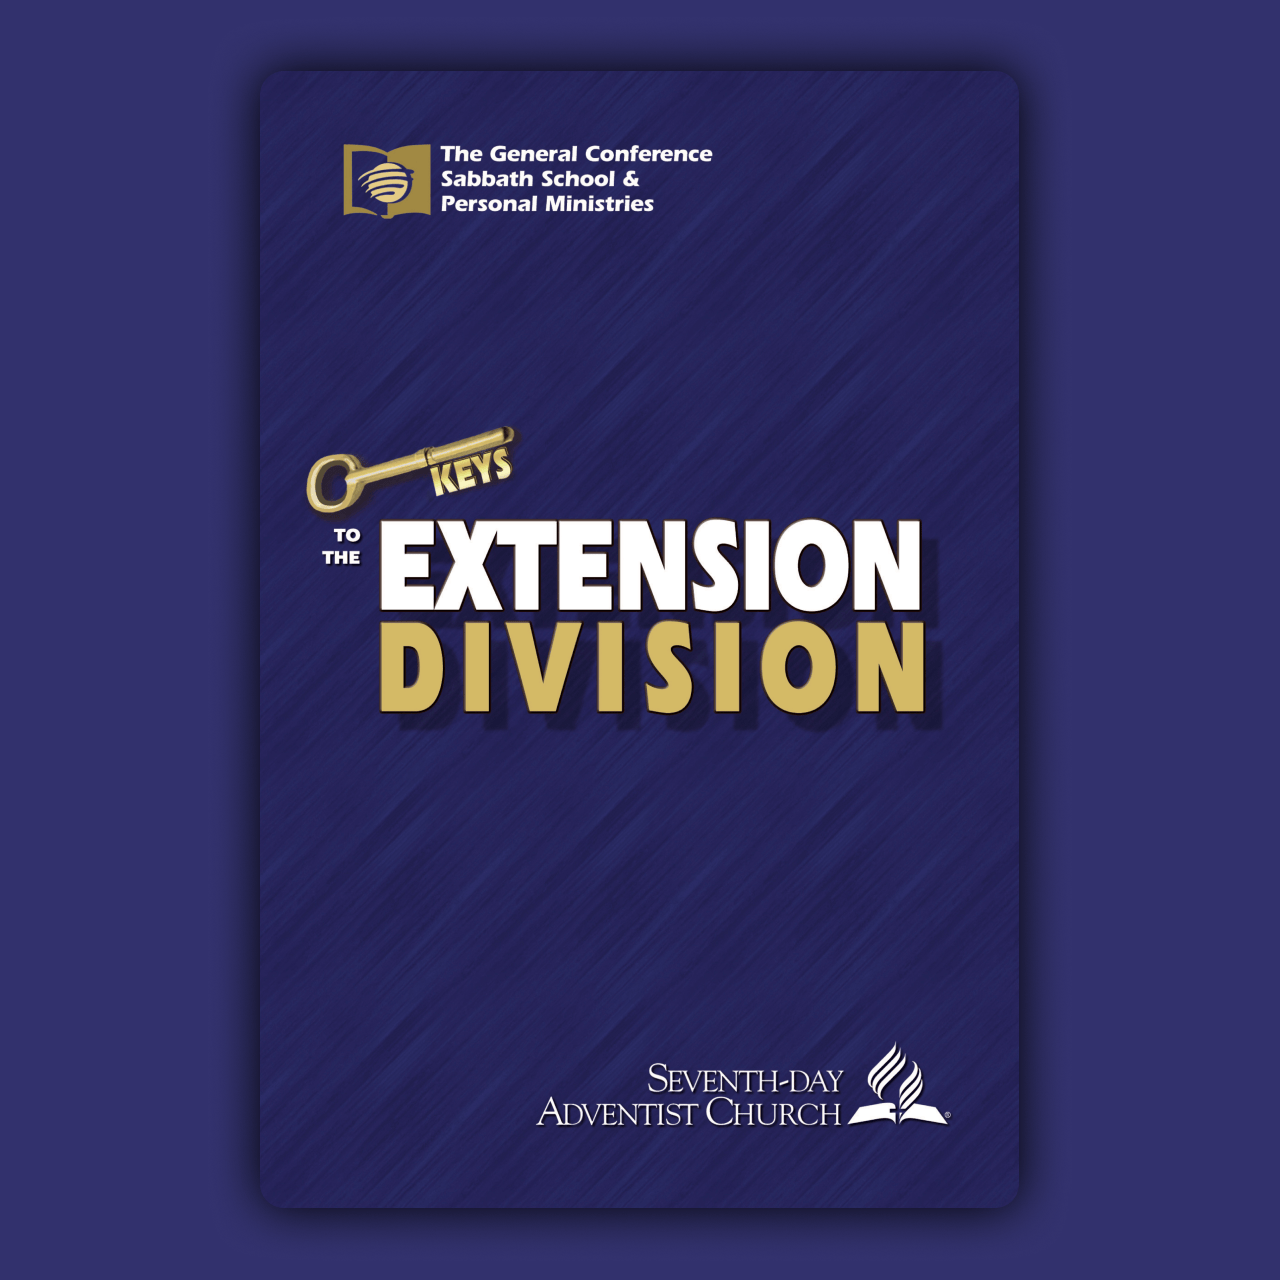 The General Conference
Sabbath School &
Personal Ministries
KEYS
TO
THE
EXTENSION
DIVISION
SEVENTH-DAY
ADVENTIST CHURCH®